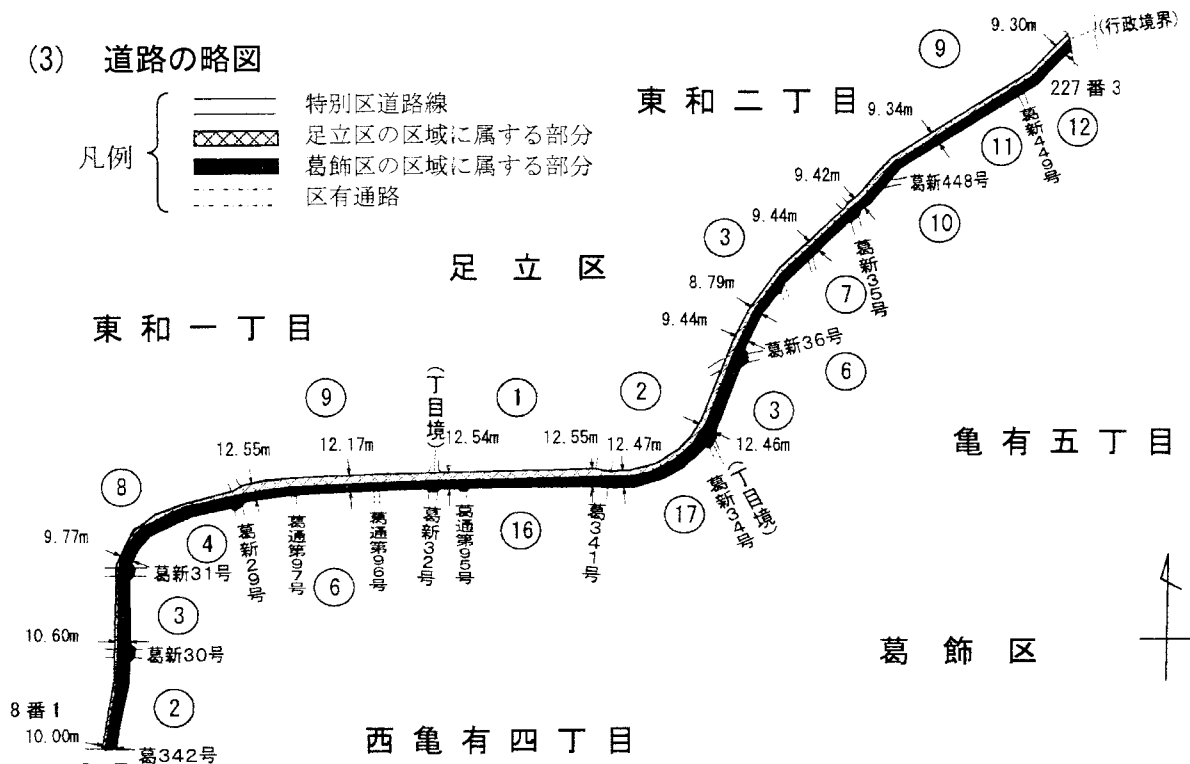 (3) 道路の略図
凡例
特別区道路線
足立区の区域に属する部分
葛飾区の区域に属する部分
区有通路
9.30m
(行政境界)
⑨
東和二丁目
227番3
9.34m
⑫
⑪
葛新449号
9.42m
葛新448号
⑩
9.44m
③
足立区
葛新35号
⑦
8.79m
東和一丁目
9.44m
葛新36号
⑥
(丁目境)
⑨
①
②
③
12.55m
12.17m
12.54m
12.55m
12.47m
12.46m
亀有五丁目
(丁目境)
葛新34号
⑧
⑰
④
葛新29号
葛通第97号
葛通第96号
葛新32号
葛通第95号
⑯
葛341号
9.77m
葛新31号
⑥
③
10.60m
葛新30号
葛飾区
8番1
②
10.00m
葛342号
西亀有四丁目